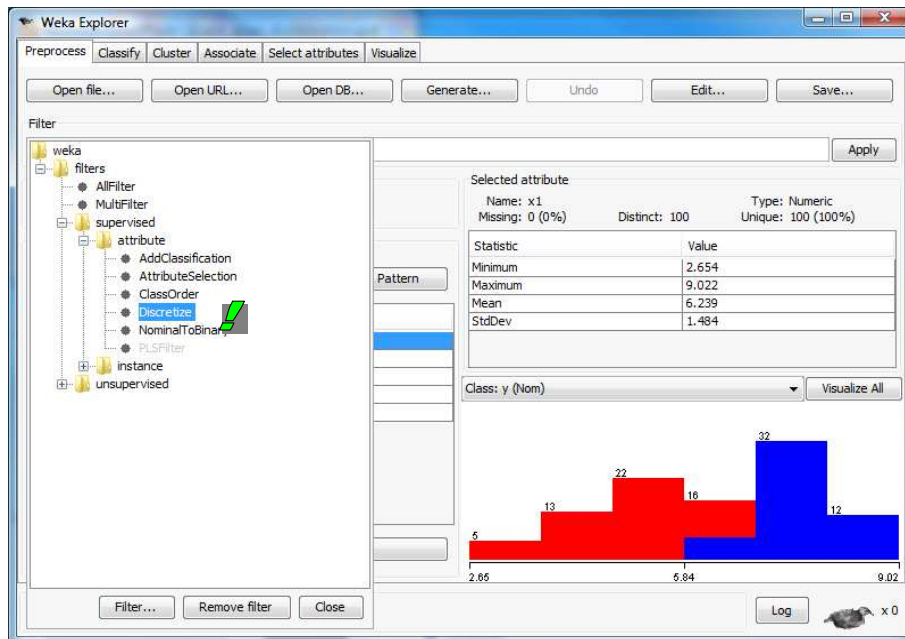 Weka Explorer
Preprocess Classify Cluster Associate Select attributes Visualize
Open file... Open URL... Open DB... Generate... Undo Edit... Save...
Filter
weka
filters
AllFilter
MultiFilter
supervised
attribute
AddClassification
AttributeSelection
ClassOrder
Discretize
NominalToBinary
PLSFilter
instance
unsupervised
Filter... Remove filter Close
Apply
Pattern
Selected attribute
Name: x1 Type: Numeric
Missing: 0 (0%) Distinct: 100 Unique: 100 (100%)
Statistic Value
Minimum 2.654
Maximum 9.022
Mean 6.239
StdDev 1.484
Class: y (Nom) Visualize All
5
13
22
16
32
12
2.65 5.84 9.02
Log x 0